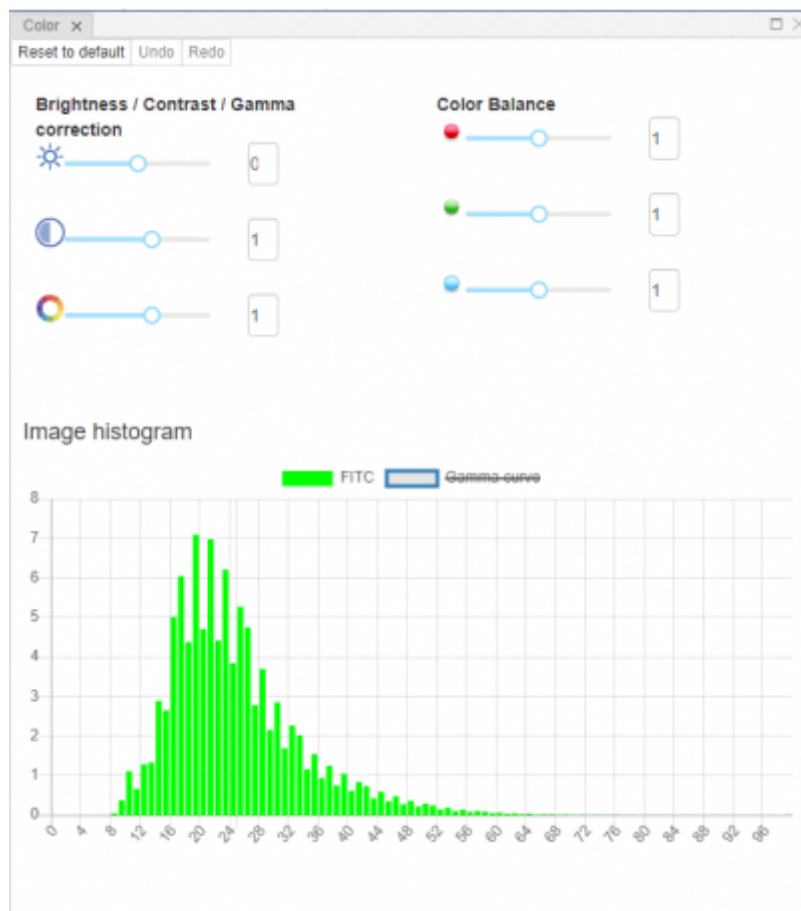 Color x
Reset to default Undo Redo
Brightness / Contrast / Gamma
correction
0
1
1
Color Balance
1
1
1
Image histogram
FITC Gamma curve
8
7
6
5
4
3
2
1
0
0 4 8 12 16 20 24 28 32 36 40 44 48 52 56 60 64 68 72 76 80 84 88 92 96